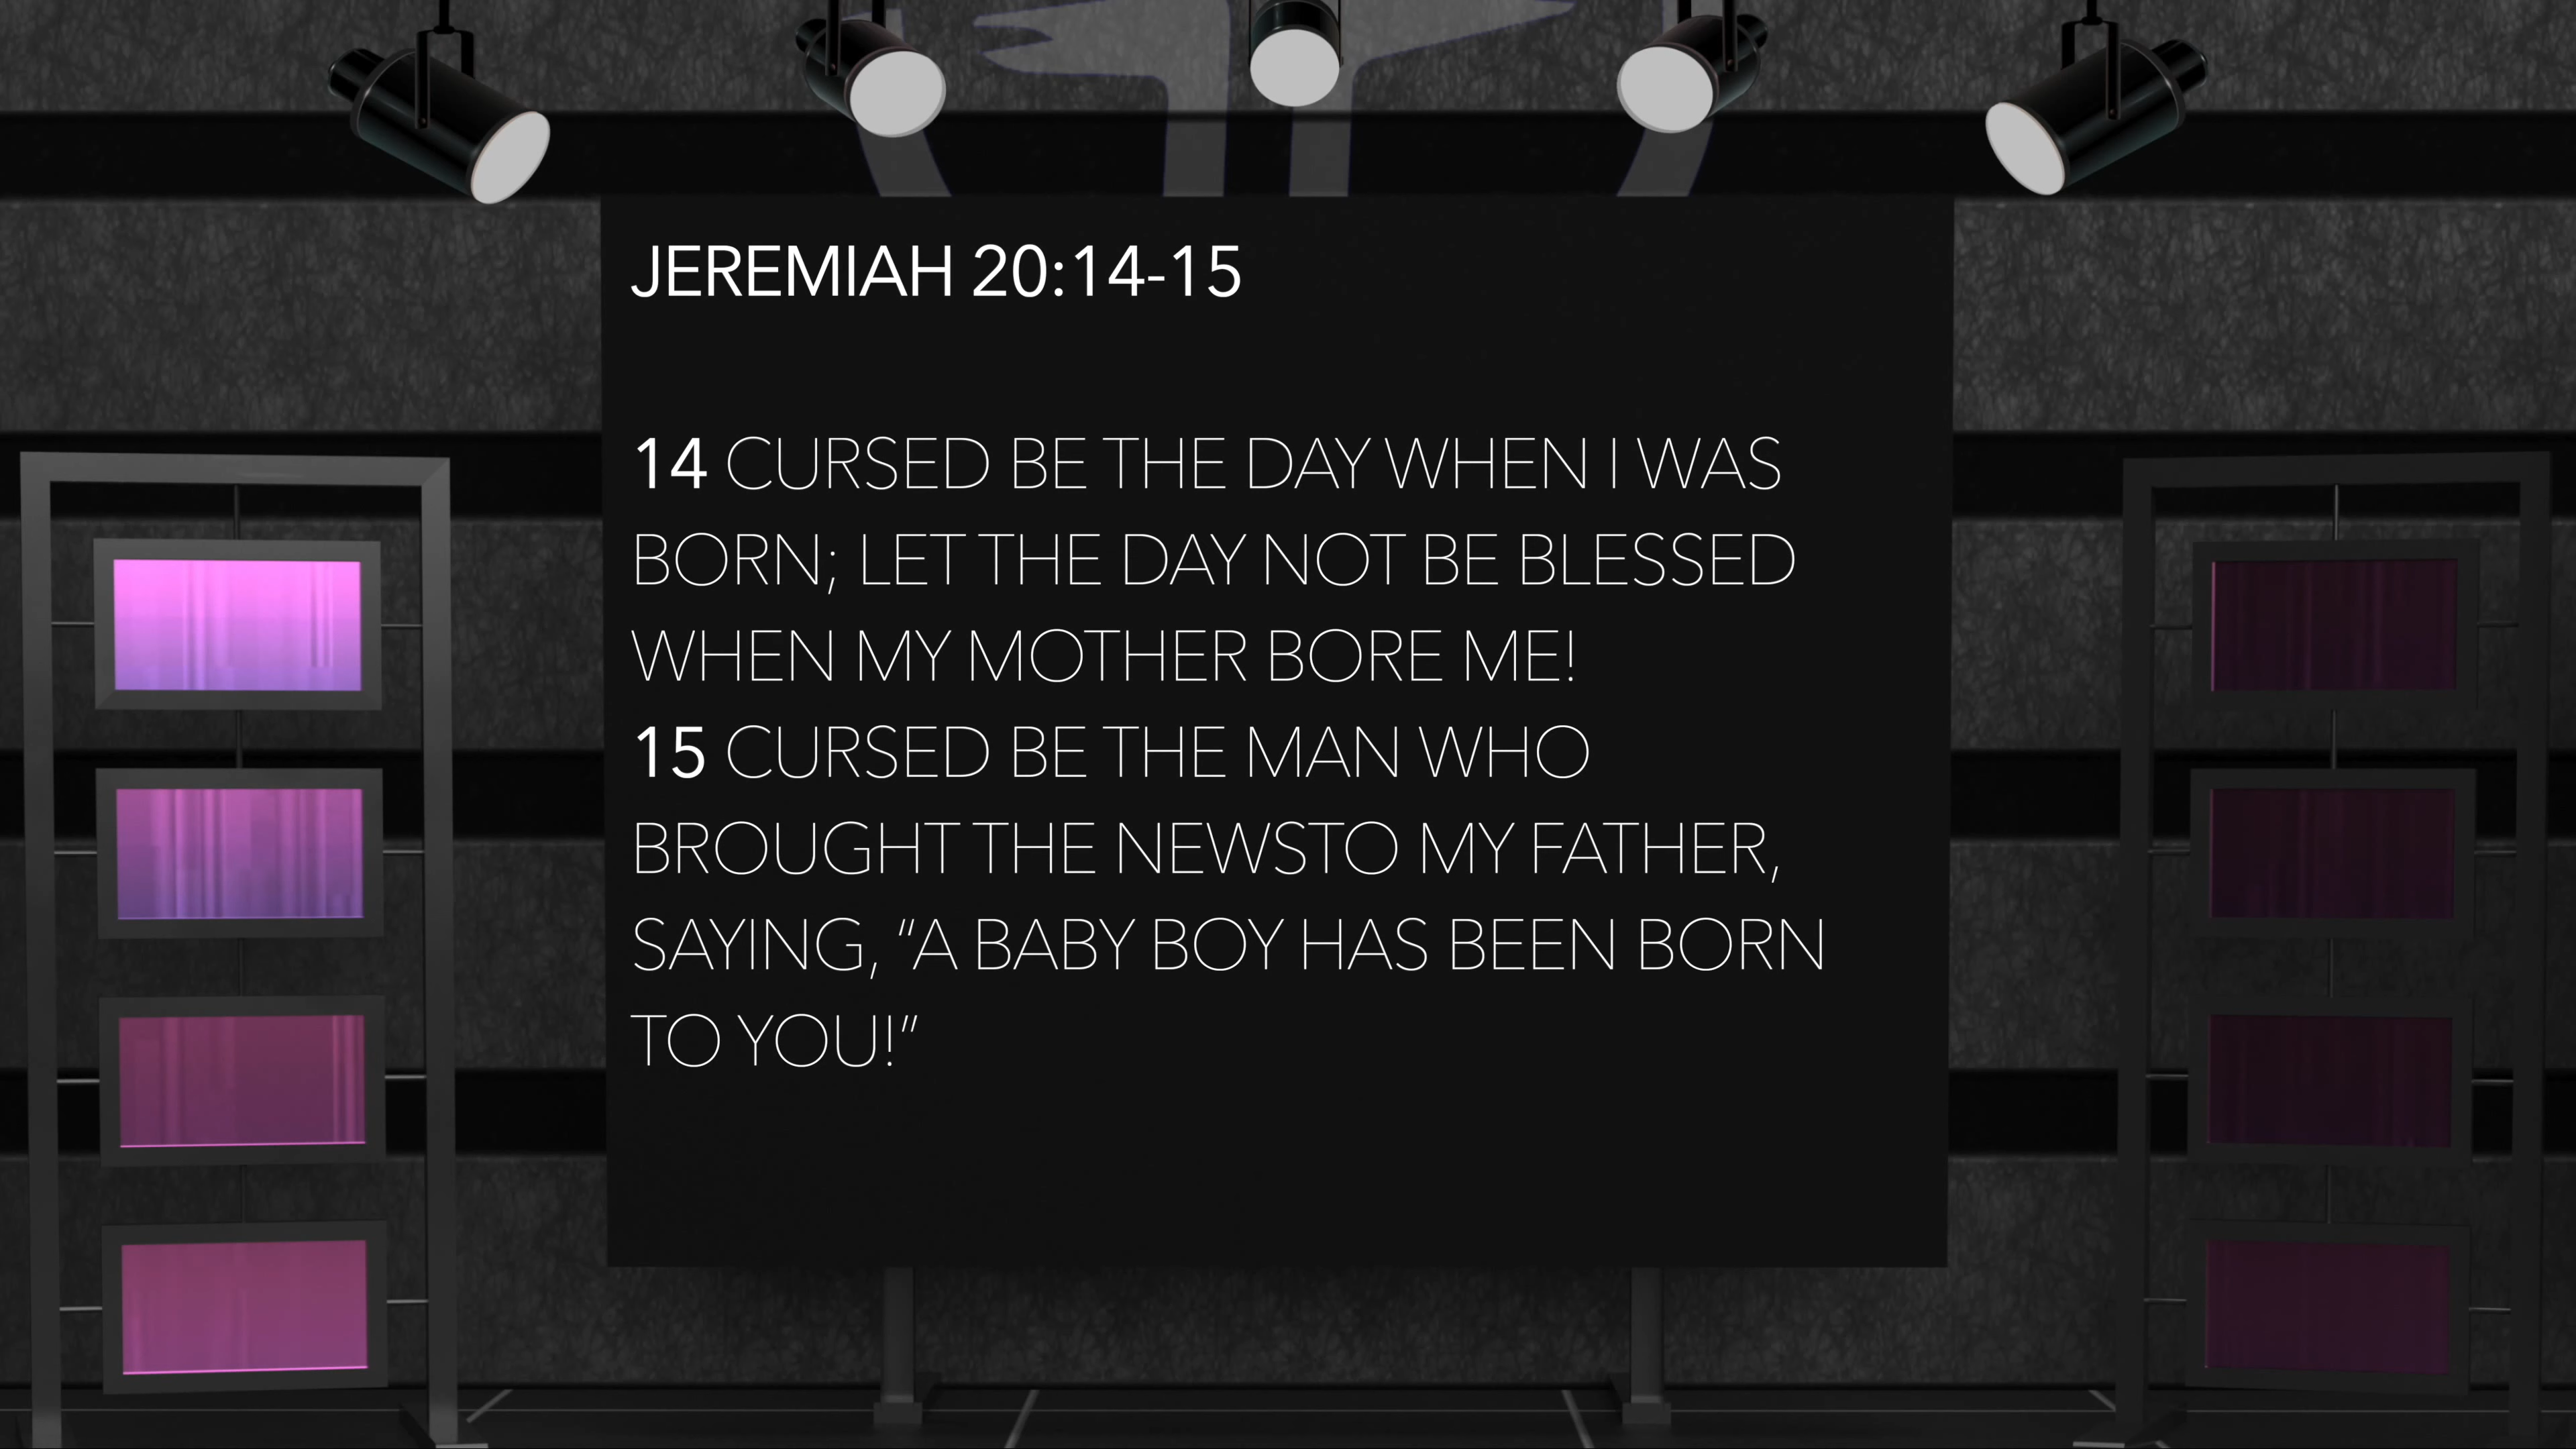 JEREMIAH 20:14-15
14 CURSED BE THE DAY WHEN I WAS
BORN; LET THE DAY NOT BE BLESSED
WHEN MY MOTHER BORE ME!
15 CURSED BE THE MAN WHO
BROUGHT THE NEWSTO MY FATHER,
SAYING, “A BABY BOY HAS BEEN BORN
TO YOU!”